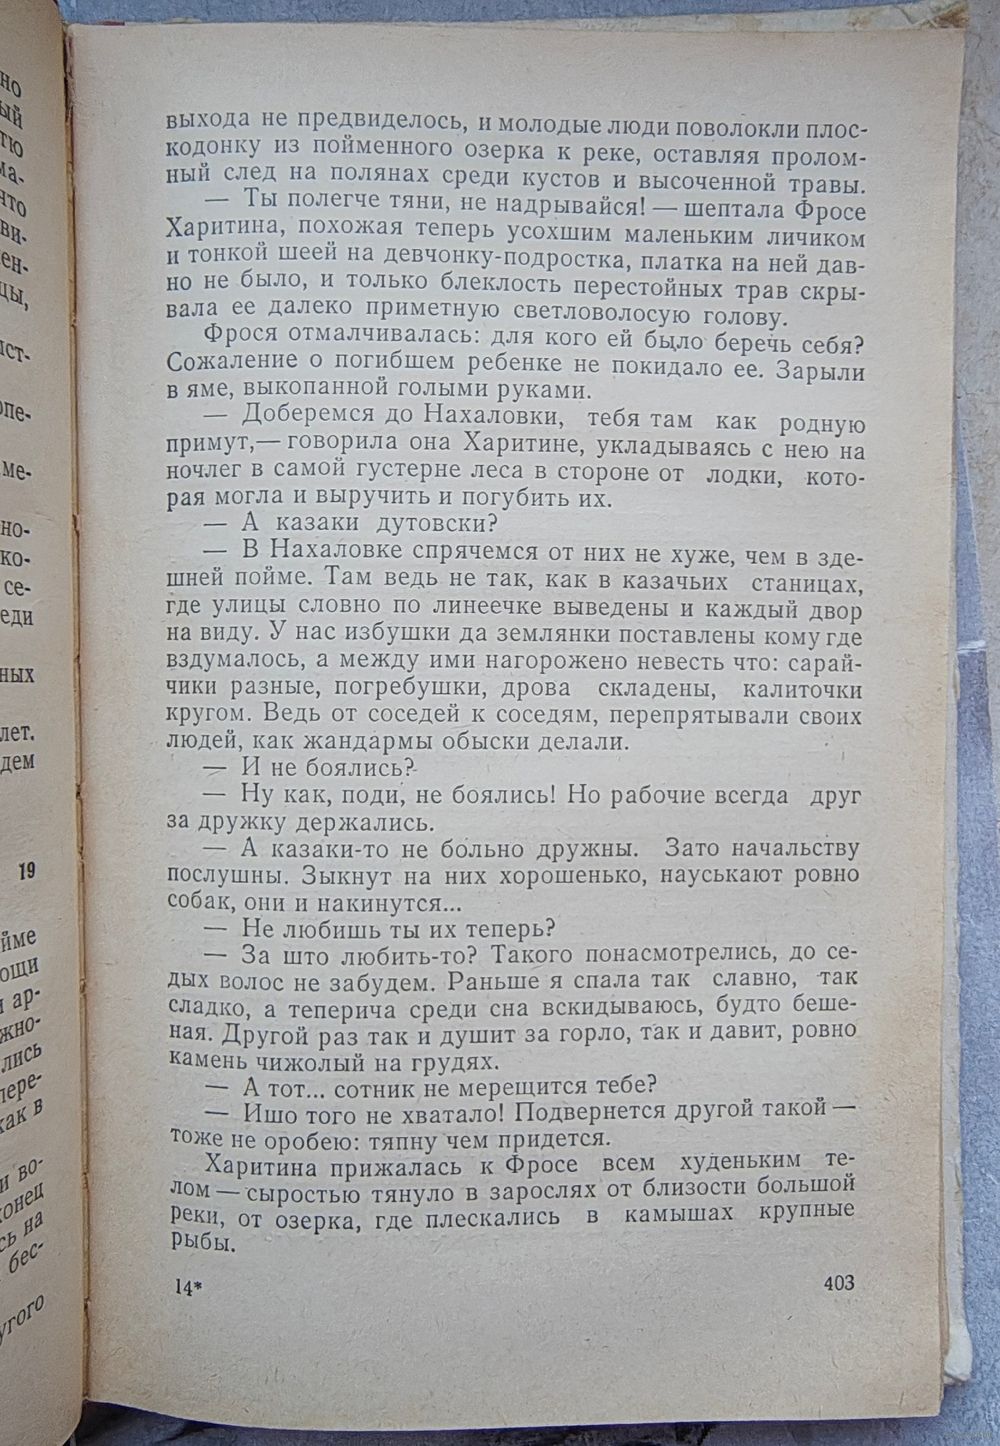 выхода не предвиделось, и молодые люди поволокли плос-
кодонку из пойменного озерка к реке, оставляя пролом-
ный след на полянах среди кустов и высоченной травы.
— Ты полегче тяни, не надрывайся! — шептала Фросе
Харитина, похожая теперь усохшим маленьким личиком
и тонкой шеей на девчонку-подростка, платка на ней дав-
но не было, и только блеклость перестойных трав скры-
вала ее далеко приметную светловолосую голову.
Фрося отмалчивалась: для кого ей было беречь себя?
Сожаление о погибшем ребенке не покидало ее. Зарыли
в яме, выкопанной голыми руками.
— Доберемся до Нахаловки, тебя там как родную
примут,— говорила она Харитине, укладываясь с нею на
ночлег в самой густерне леса в стороне от лодки, кото-
рая могла и выручить и погубить их.
— А казаки дутовски?
— В Нахаловке спрячемся от них не хуже, чем в зде-
шней пойме. Там ведь не так, как в казачьих станицах,
где улицы словно по линеечке выведены и каждый двор
на виду. У нас избушки да землянки поставлены кому где
вздумалось, а между ими нагорожено невесть что: сарай-
чики разные, погребушки, дрова складены, калиточки
кругом. Ведь от соседей к соседям, перепрятывали своих
людей, как жандармы обыски делали.
— И не боялись?
— Ну как, поди, не боялись! Но рабочие всегда друг
за дружку держались.
— А казаки-то не больно дружны. Зато начальству
послушны. Зыкнут на них хорошенько, науськают ровно
собак, они и накинутся...
— Не любишь ты их теперь?
— За што любить-то? Такого понасмотрелись, до се-
дых волос не забудем. Раньше я спала так славно, так
сладко, а теперича среди сна вскидываюсь, будто беше-
ная. Другой раз так и душит за горло, так и давит, ровно
камень чижолый на грудях.
— А тот... сотник не мерещится тебе?
— Ишо того не хватало! Подвернется другой такой —
тоже не оробею: тяпну чем придется.
Харитина прижалась к Фросе всем худеньким те-
лом — сыростью тянуло в зарослях от близости большой
реки, от озерка, где плескались в камышах крупные
рыбы.
14*
403